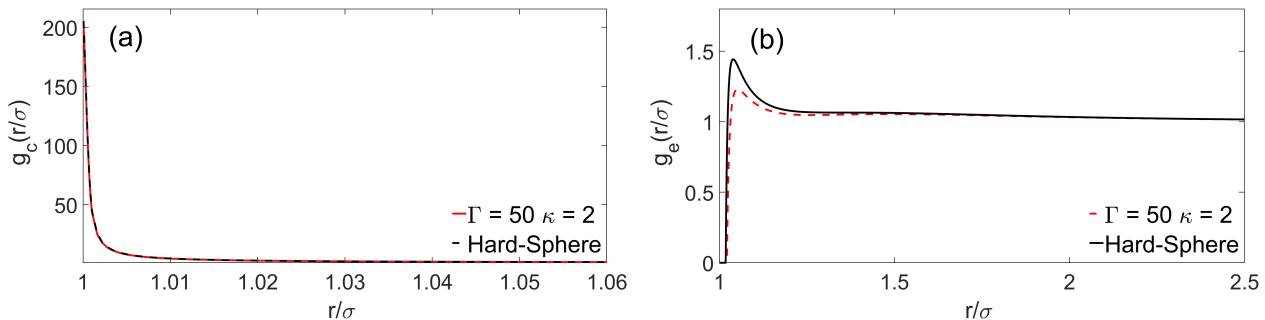 (a)
200
150
100
50
g_c(r/σ)
Γ = 50 κ = 2
Hard-Sphere
1 1.01 1.02 1.03 1.04 1.05 1.06
r/σ
(b)
1.5
1
0.5
0
g_e(r/σ)
Γ = 50 κ = 2
Hard-Sphere
1 1.5 2 2.5
r/σ